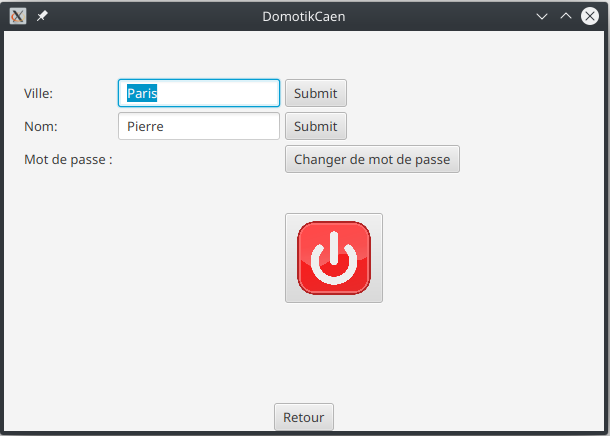 DomotikCaen
Ville: Paris Submit
Nom: Pierre Submit
Mot de passe : Changer de mot de passe
Retour